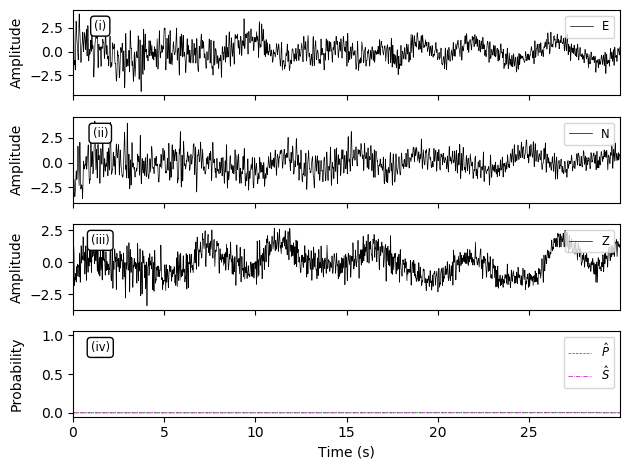 Amplitude
2.5
0.0
−2.5
(i)
E
Amplitude
2.5
0.0
−2.5
(ii)
N
Amplitude
2.5
0.0
−2.5
(iii)
Z
Probability
1.0
0.5
0.0
(iv)
P̂
Ŝ
0 5 10 15 20 25
Time (s)